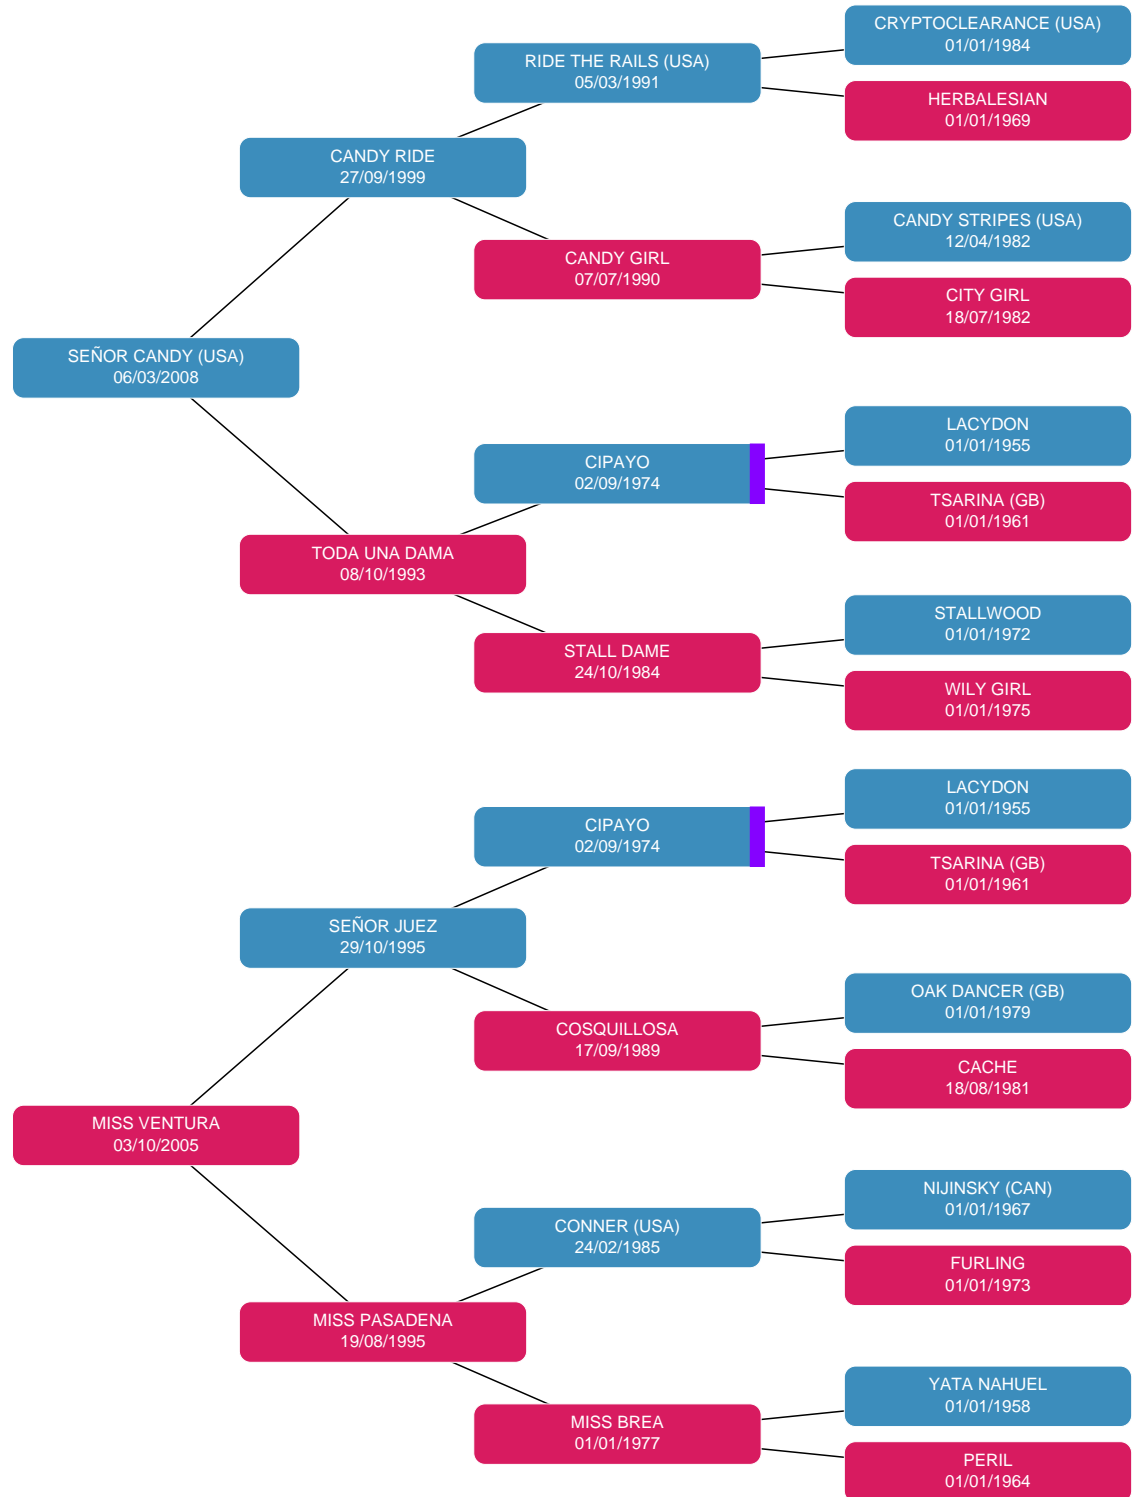 CRYPTOCLEARANCE (USA)
01/01/1984
RIDE THE RAILS (USA)
05/03/1991
HERBALESIAN
01/01/1969
CANDY RIDE
27/09/1999
CANDY STRIPES (USA)
12/04/1982
CANDY GIRL
07/07/1990
CITY GIRL
18/07/1982
SEÑOR CANDY (USA)
06/03/2008
LACYDON
01/01/1955
CIPAYO
02/09/1974
TSARINA (GB)
01/01/1961
TODA UNA DAMA
08/10/1993
STALLWOOD
01/01/1972
STALL DAME
24/10/1984
WILY GIRL
01/01/1975
LACYDON
01/01/1955
CIPAYO
02/09/1974
TSARINA (GB)
01/01/1961
SEÑOR JUEZ
29/10/1995
OAK DANCER (GB)
01/01/1979
COSQUILLOSA
17/09/1989
CACHE
18/08/1981
MISS VENTURA
03/10/2005
NIJINSKY (CAN)
01/01/1967
CONNER (USA)
24/02/1985
FURLING
01/01/1973
MISS PASADENA
19/08/1995
YATA NAHUEL
01/01/1958
MISS BREA
01/01/1977
PERIL
01/01/1964